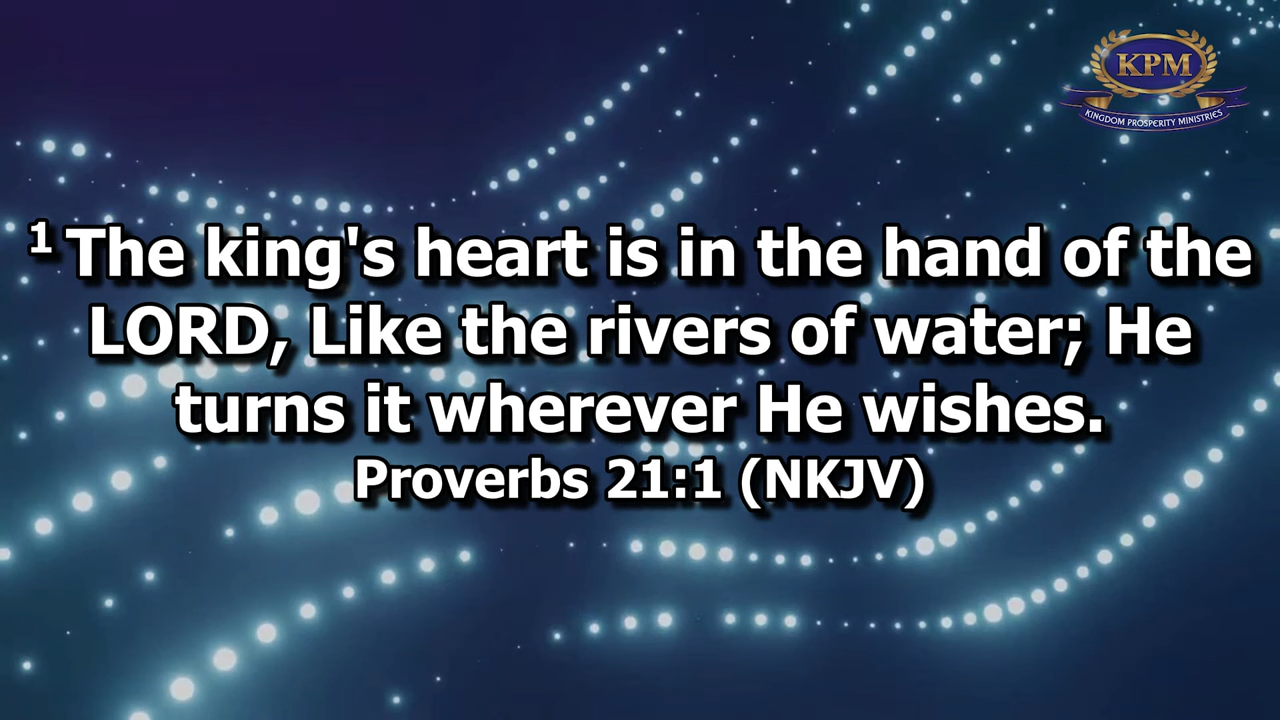 KPM
KINGDOM PROSPERITY MINISTRIES
1 The king's heart is in the hand of the
LORD, Like the rivers of water; He
turns it wherever He wishes.
Proverbs 21:1 (NKJV)